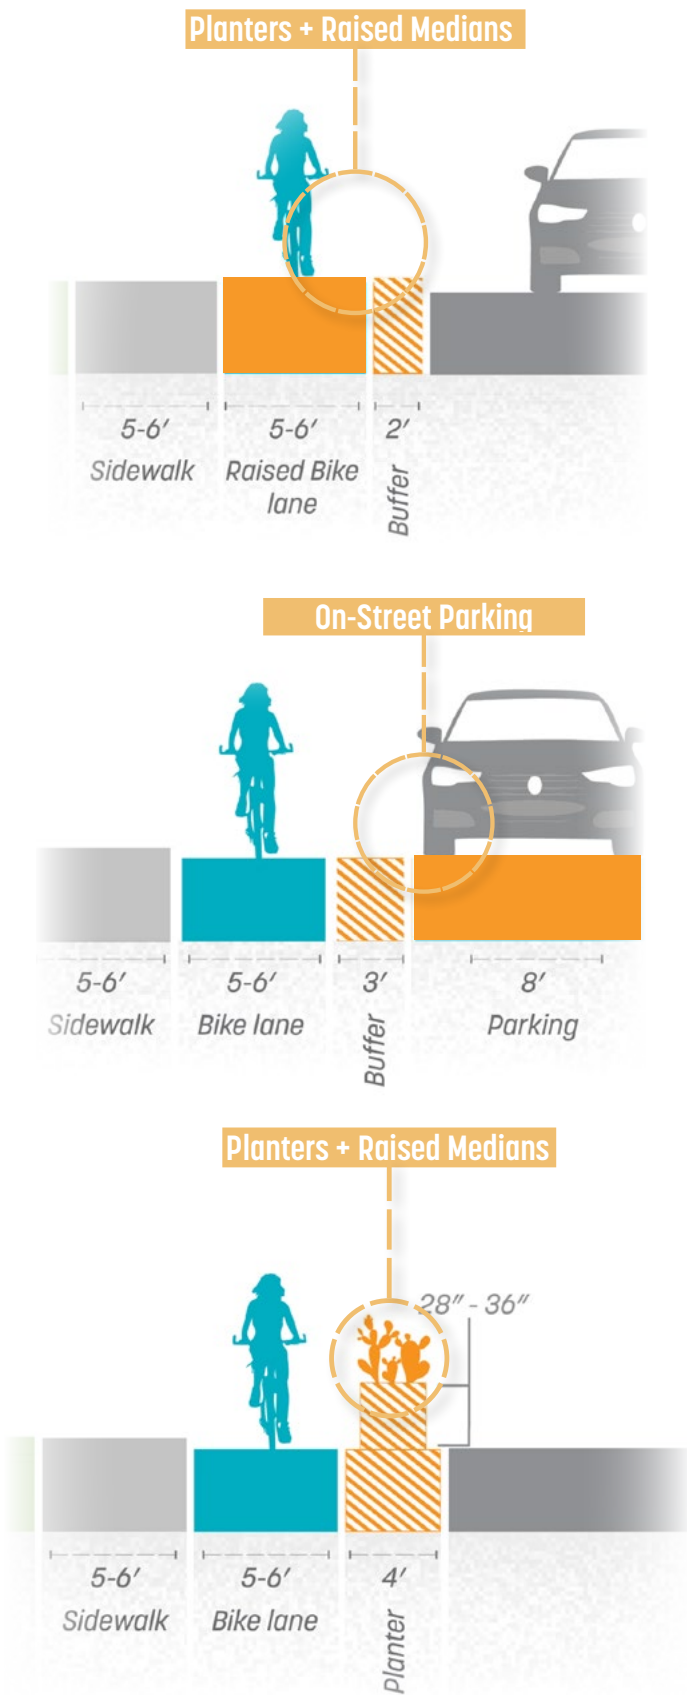 Planters + Raised Medians
5-6′ 5-6′ 2′
Sidewalk Raised Bike
lane
Buffer
On-Street Parking
5-6′ 5-6′ 3′ 8′
Sidewalk Bike lane Buffer Parking
Planters + Raised Medians
28″ - 36″
5-6′ 5-6′ 4′
Sidewalk Bike lane Planter